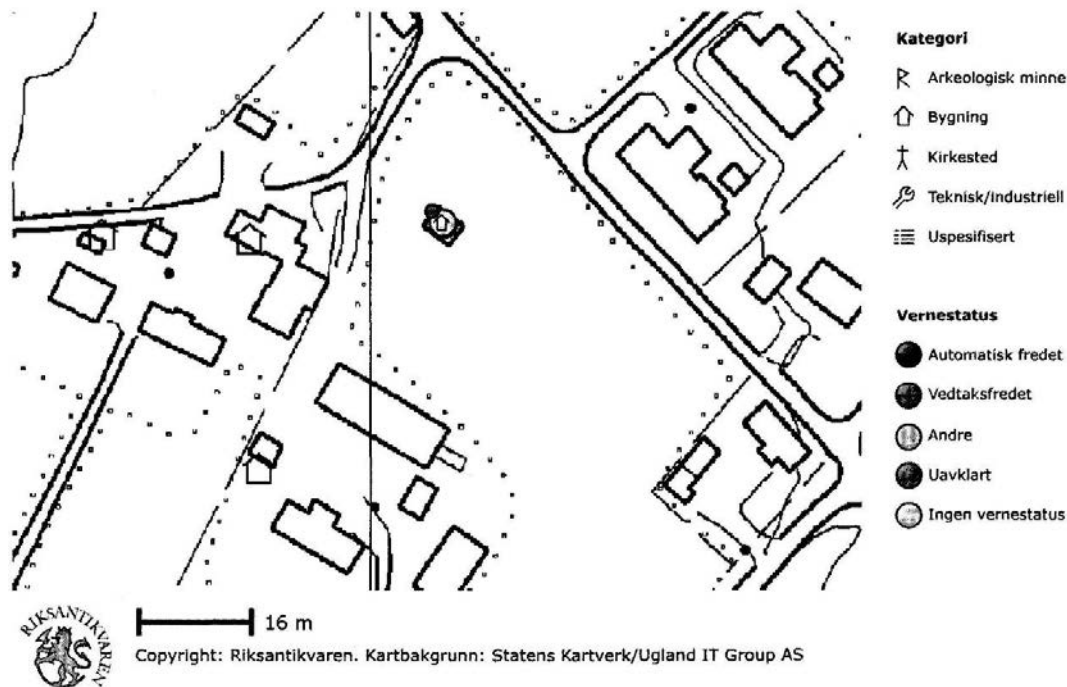 Kategori
Arkeologisk minne
Bygning
Kirkested
Teknisk/industriell
Uspesifisert
Vernestatus
Automatisk fredet
Vedtaksfredet
Andre
Uavklart
Ingen vernestatus
RIKSANTIKVAREN
16 m
Copyright: Riksantikvaren. Kartbakgrunn: Statens Kartverk/Ugland IT Group AS